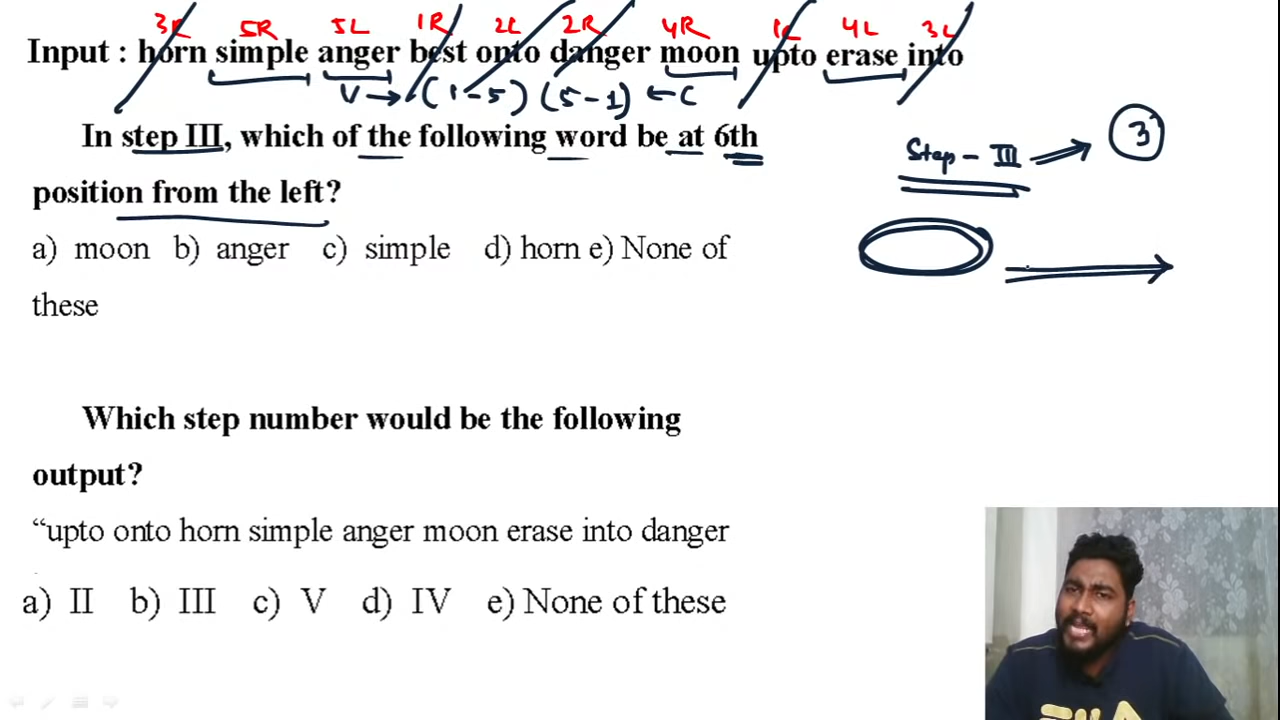 3R 5R 5L 1R 2L 2R 4R 1L 4L 3L
Input : horn simple anger best onto danger moon upto erase into
V → (1-5) (5-1) ← C
In step III, which of the following word be at 6th
position from the left?
Step - III → 3
a) moon b) anger c) simple d) horn e) None of
these
Which step number would be the following
output?
“upto onto horn simple anger moon erase into danger
a) II b) III c) V d) IV e) None of these